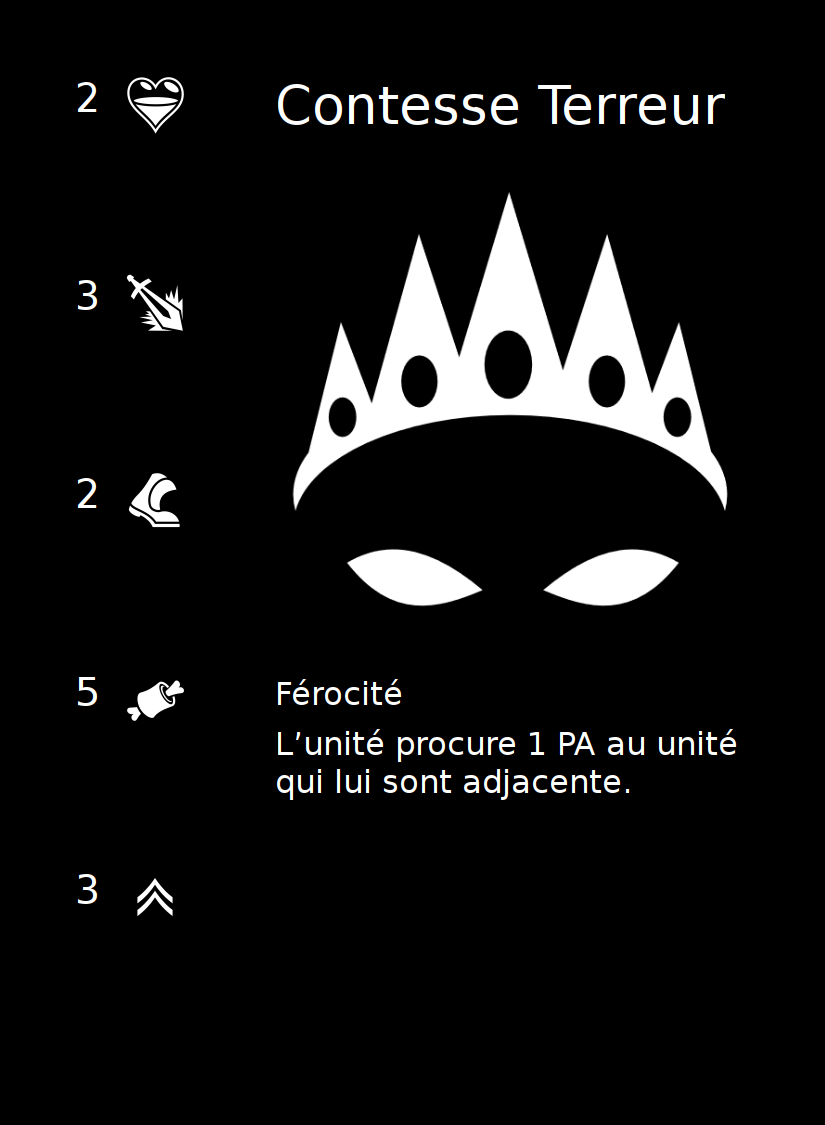 2
Contesse Terreur
3
2
5
Férocité
L’unité procure 1 PA au unité
qui lui sont adjacente.
3